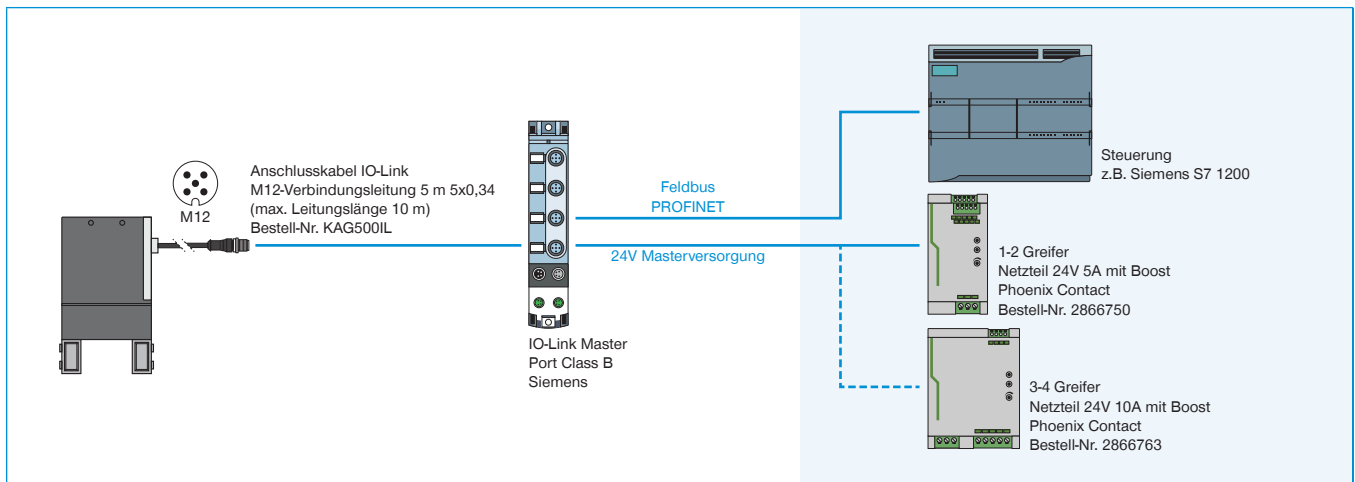 M12
Anschlusskabel IO-Link
M12-Verbindungsleitung 5 m 5x0,34
(max. Leitungslänge 10 m)
Bestell-Nr. KAG500IL
IO-Link Master
Port Class B
Siemens
Feldbus
PROFINET
24V Masterversorgung
Steuerung
z.B. Siemens S7 1200
1-2 Greifer
Netzteil 24V 5A mit Boost
Phoenix Contact
Bestell-Nr. 2866750
3-4 Greifer
Netzteil 24V 10A mit Boost
Phoenix Contact
Bestell-Nr. 2866763